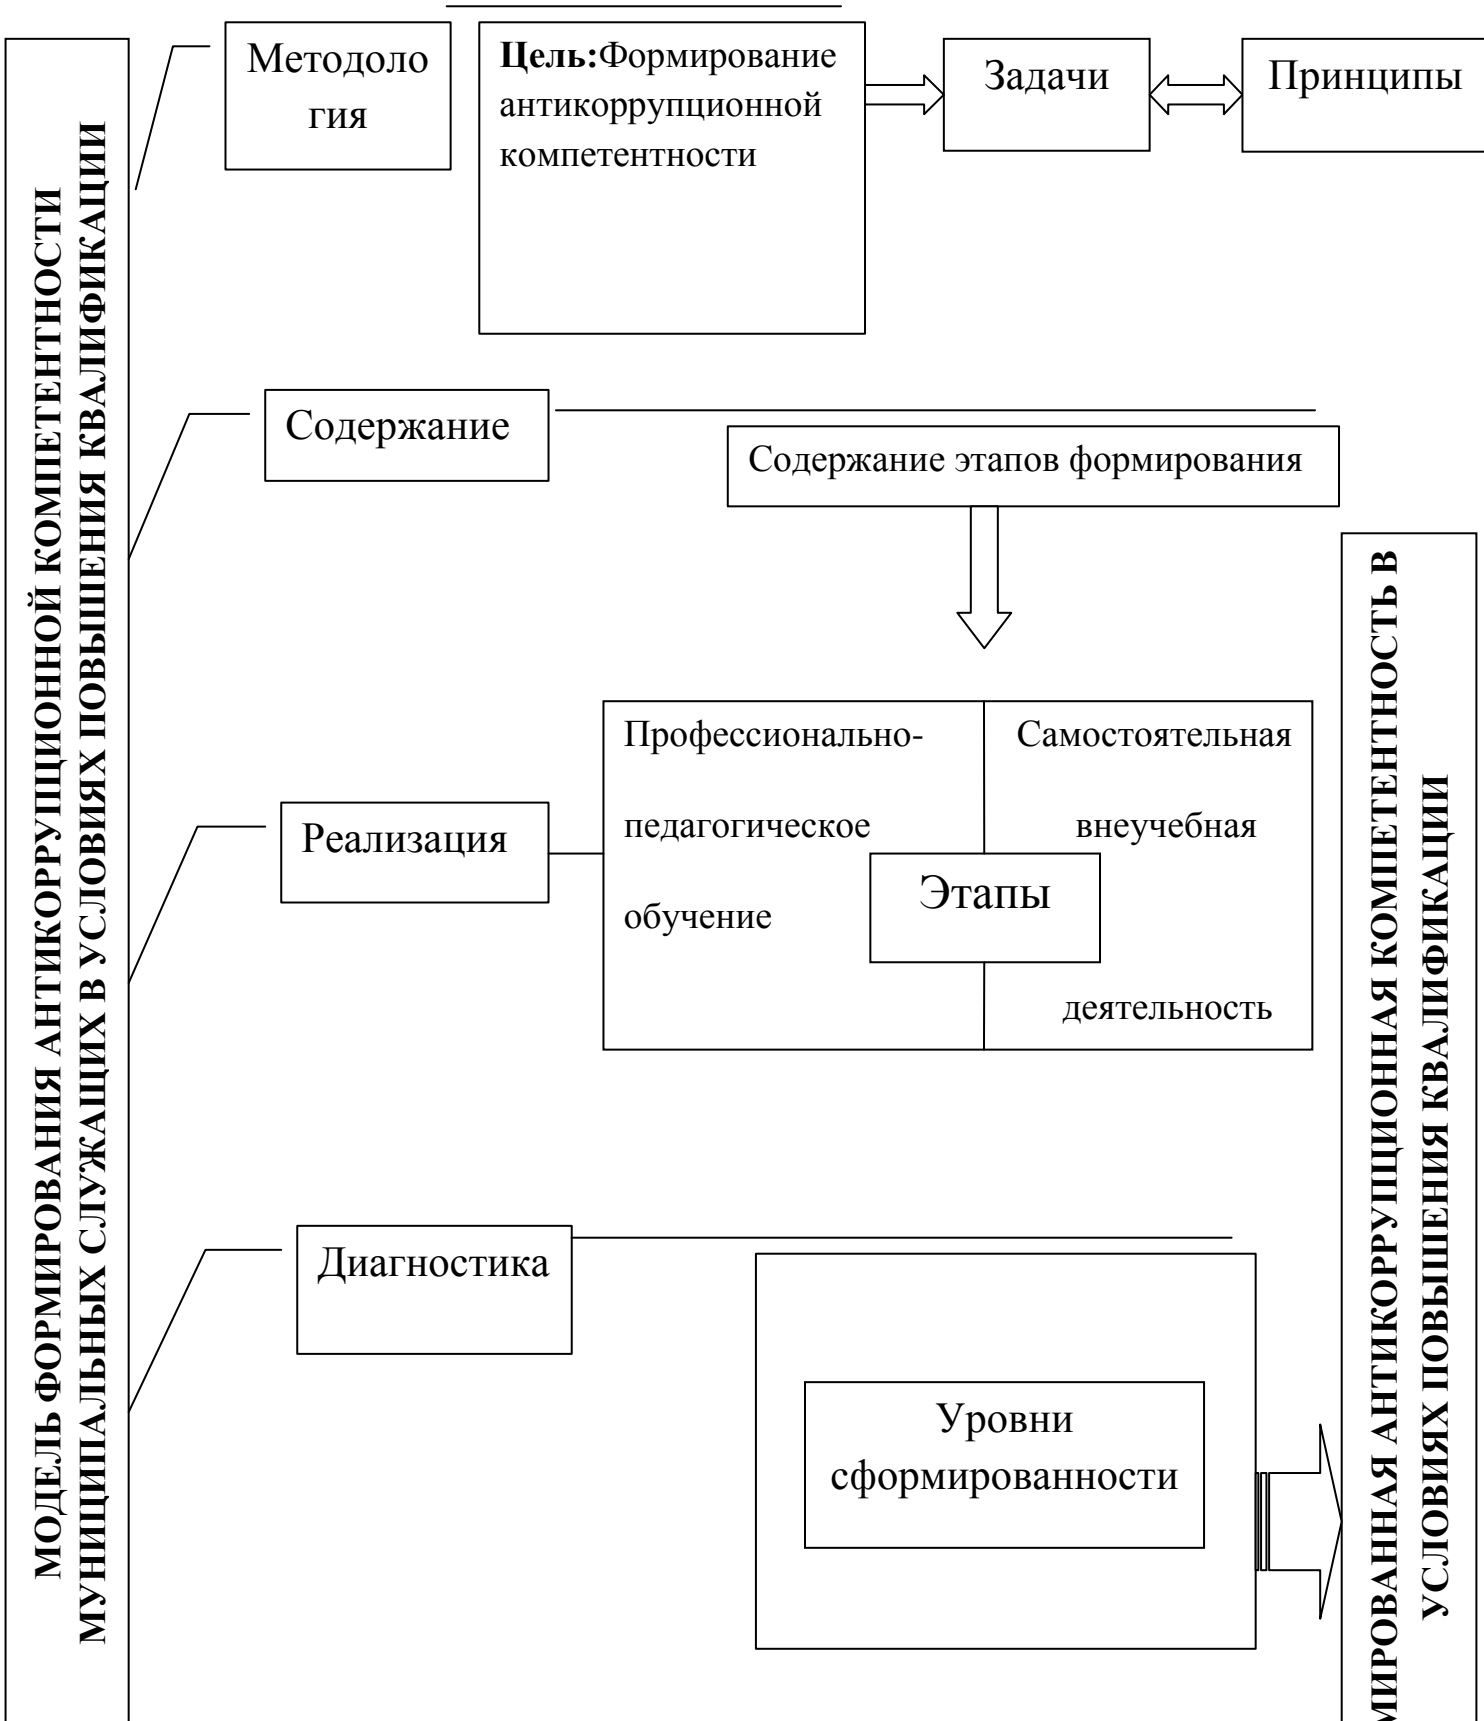 МОДЕЛЬ ФОРМИРОВАНИЯ АНТИКОРРУПЦИОННОЙ КОМПЕТЕНТНОСТИ
МУНИЦИПАЛЬНЫХ СЛУЖАЩИХ В УСЛОВИЯХ ПОВЫШЕНИЯ КВАЛИФИКАЦИИ
Методоло
гия
Цель:Формирование
антикоррупционной
компетентности
Задачи
Принципы
Содержание
Содержание этапов формирования
Реализация
Профессионально-
педагогическое
обучение
Самостоятельная
внеучебная
деятельность
Этапы
Диагностика
Уровни
сформированности
МИРОВАННАЯ АНТИКОРРУПЦИОННАЯ КОМПЕТЕНТНОСТЬ В
УСЛОВИЯХ ПОВЫШЕНИЯ КВАЛИФИКАЦИИ